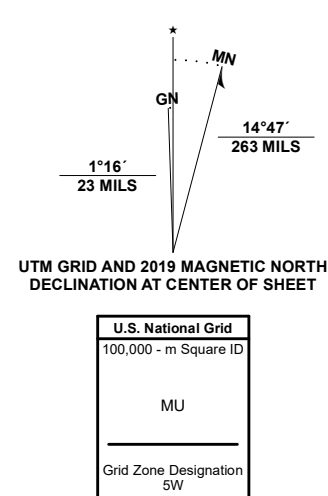 ★
MN
GN
14°47´
263 MILS
1°16´
23 MILS
UTM GRID AND 2019 MAGNETIC NORTH
DECLINATION AT CENTER OF SHEET
U.S. National Grid
100,000 - m Square ID
MU
Grid Zone Designation
5W